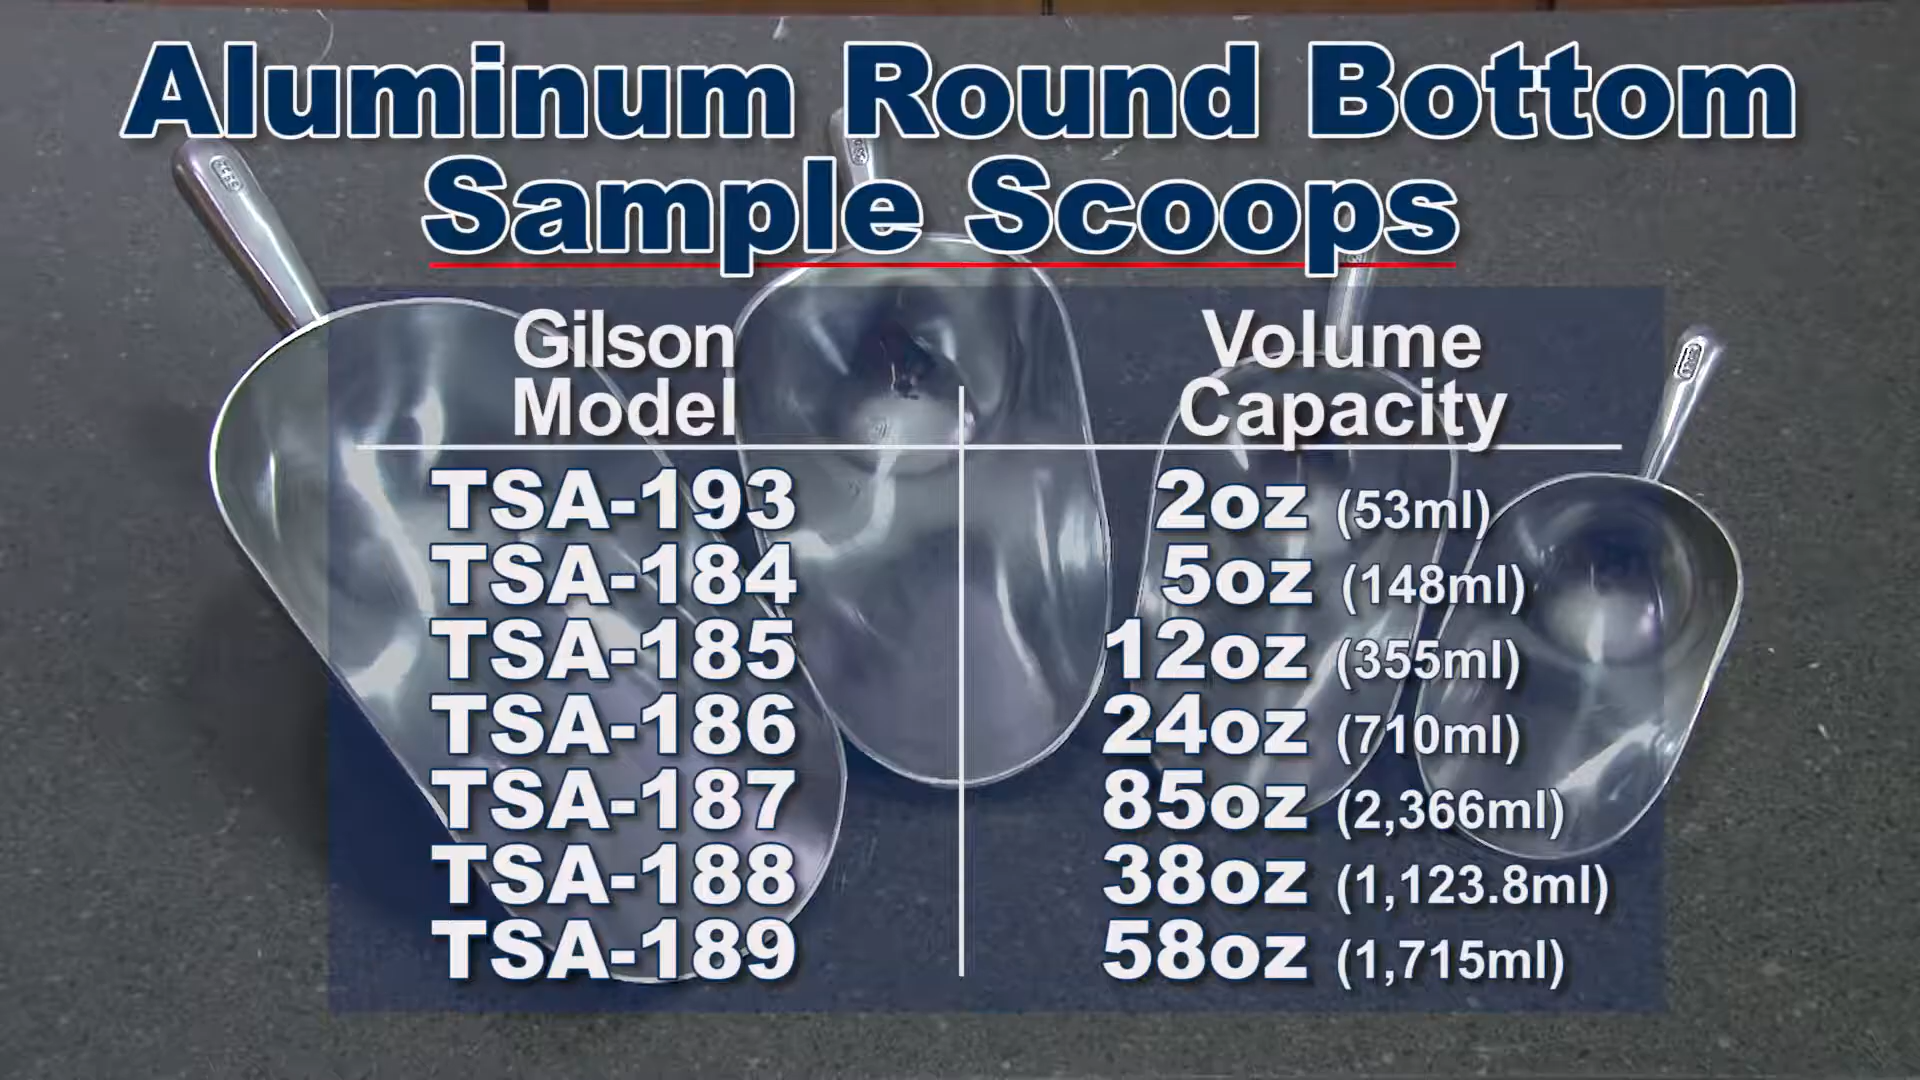 Aluminum Round Bottom
Sample Scoops
Gilson Model Volume Capacity
TSA-193 2oz (53ml)
TSA-184 5oz (148ml)
TSA-185 12oz (355ml)
TSA-186 24oz (710ml)
TSA-187 85oz (2,366ml)
TSA-188 38oz (1,123.8ml)
TSA-189 58oz (1,715ml)